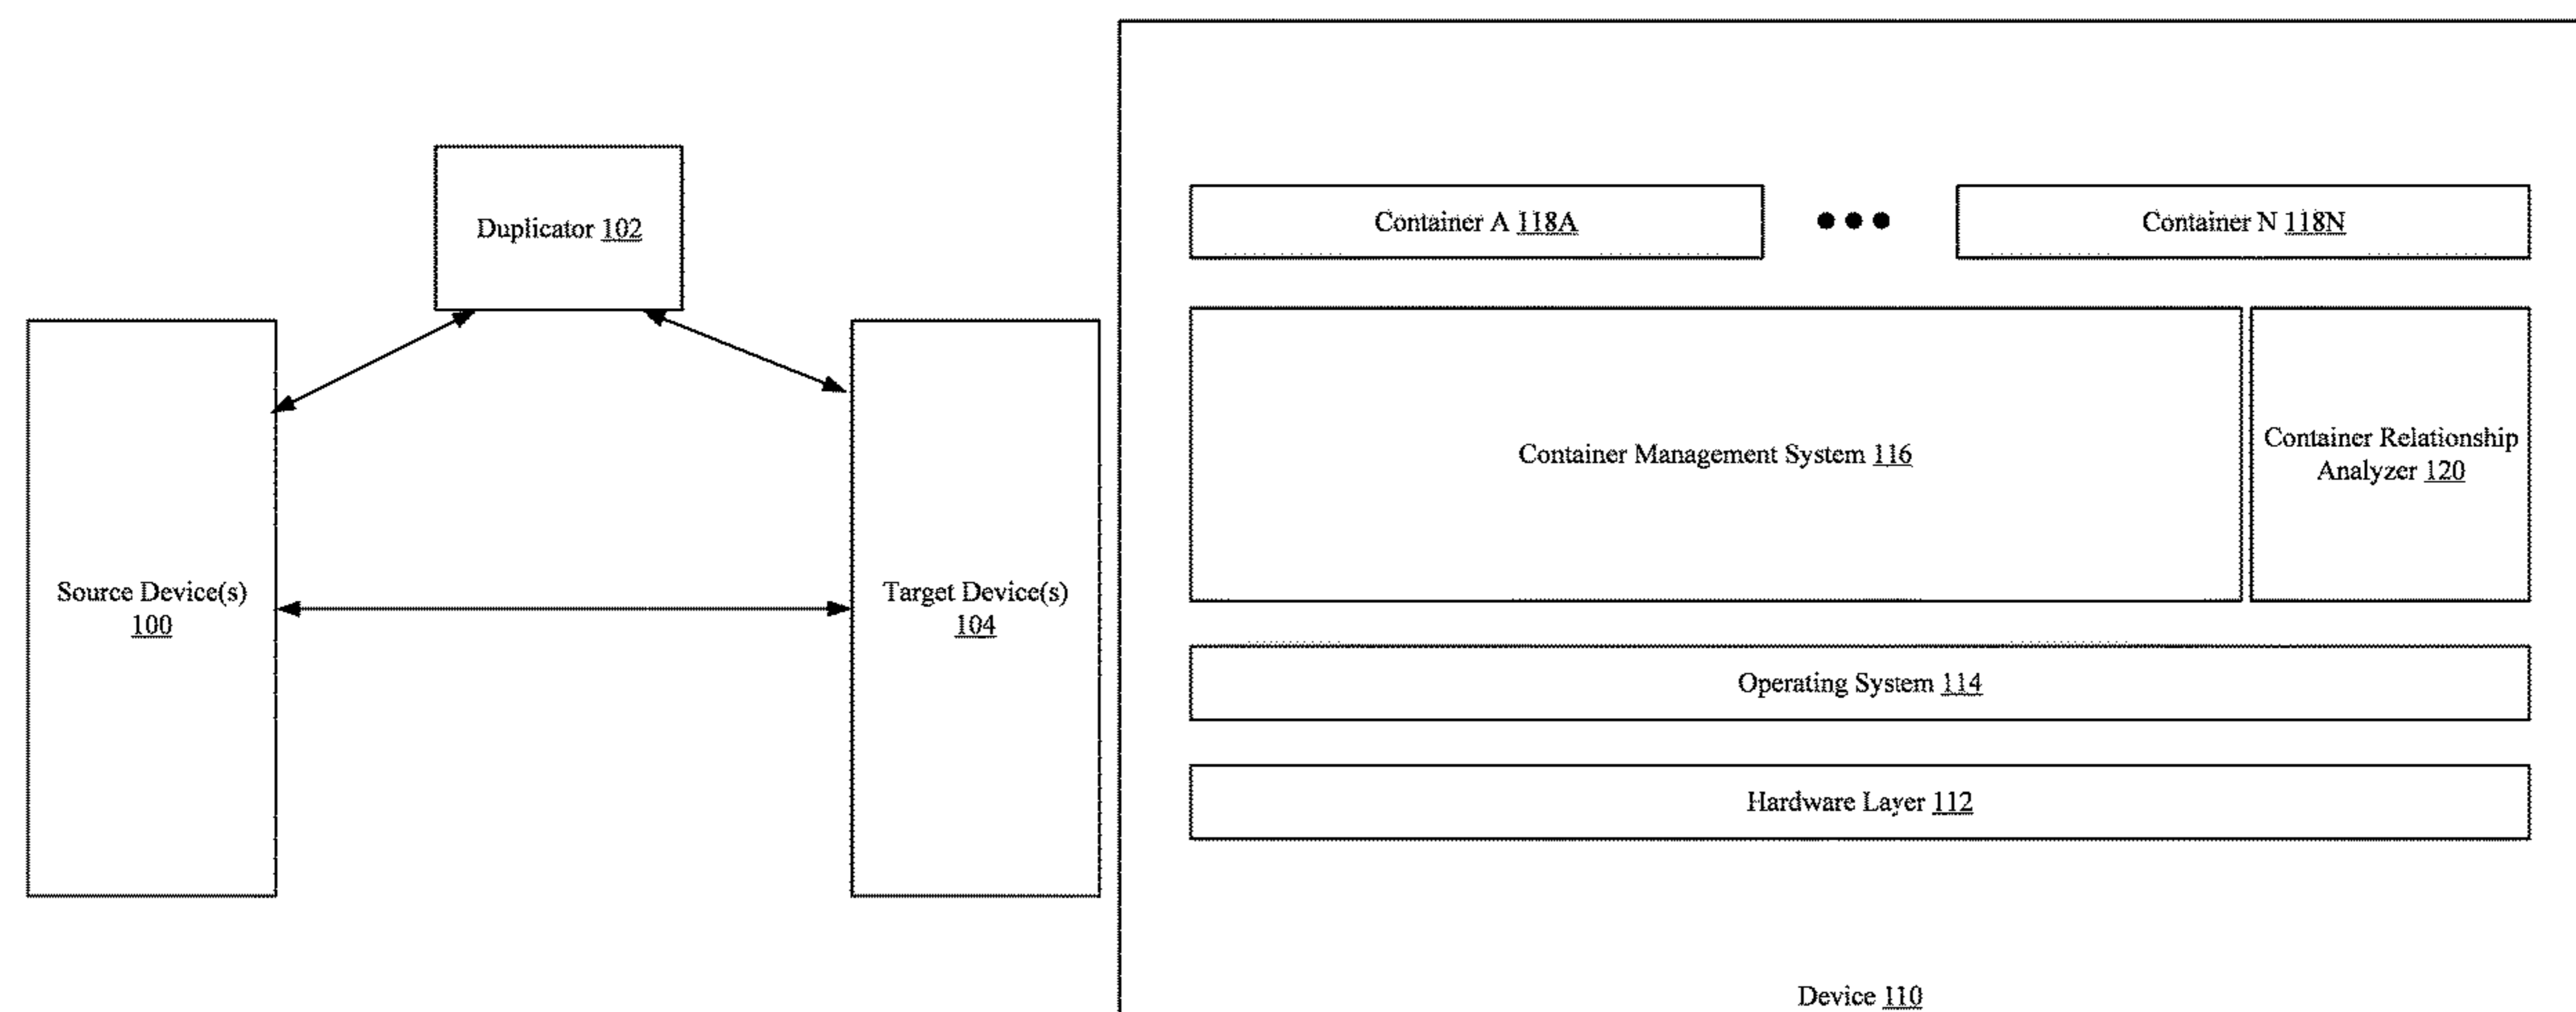 Duplicator 102
Source Device(s)
100
Target Device(s)
104
Container A 118A
Container N 118N
Container Management System 116
Container Relationship
Analyzer 120
Operating System 114
Hardware Layer 112
Device 110